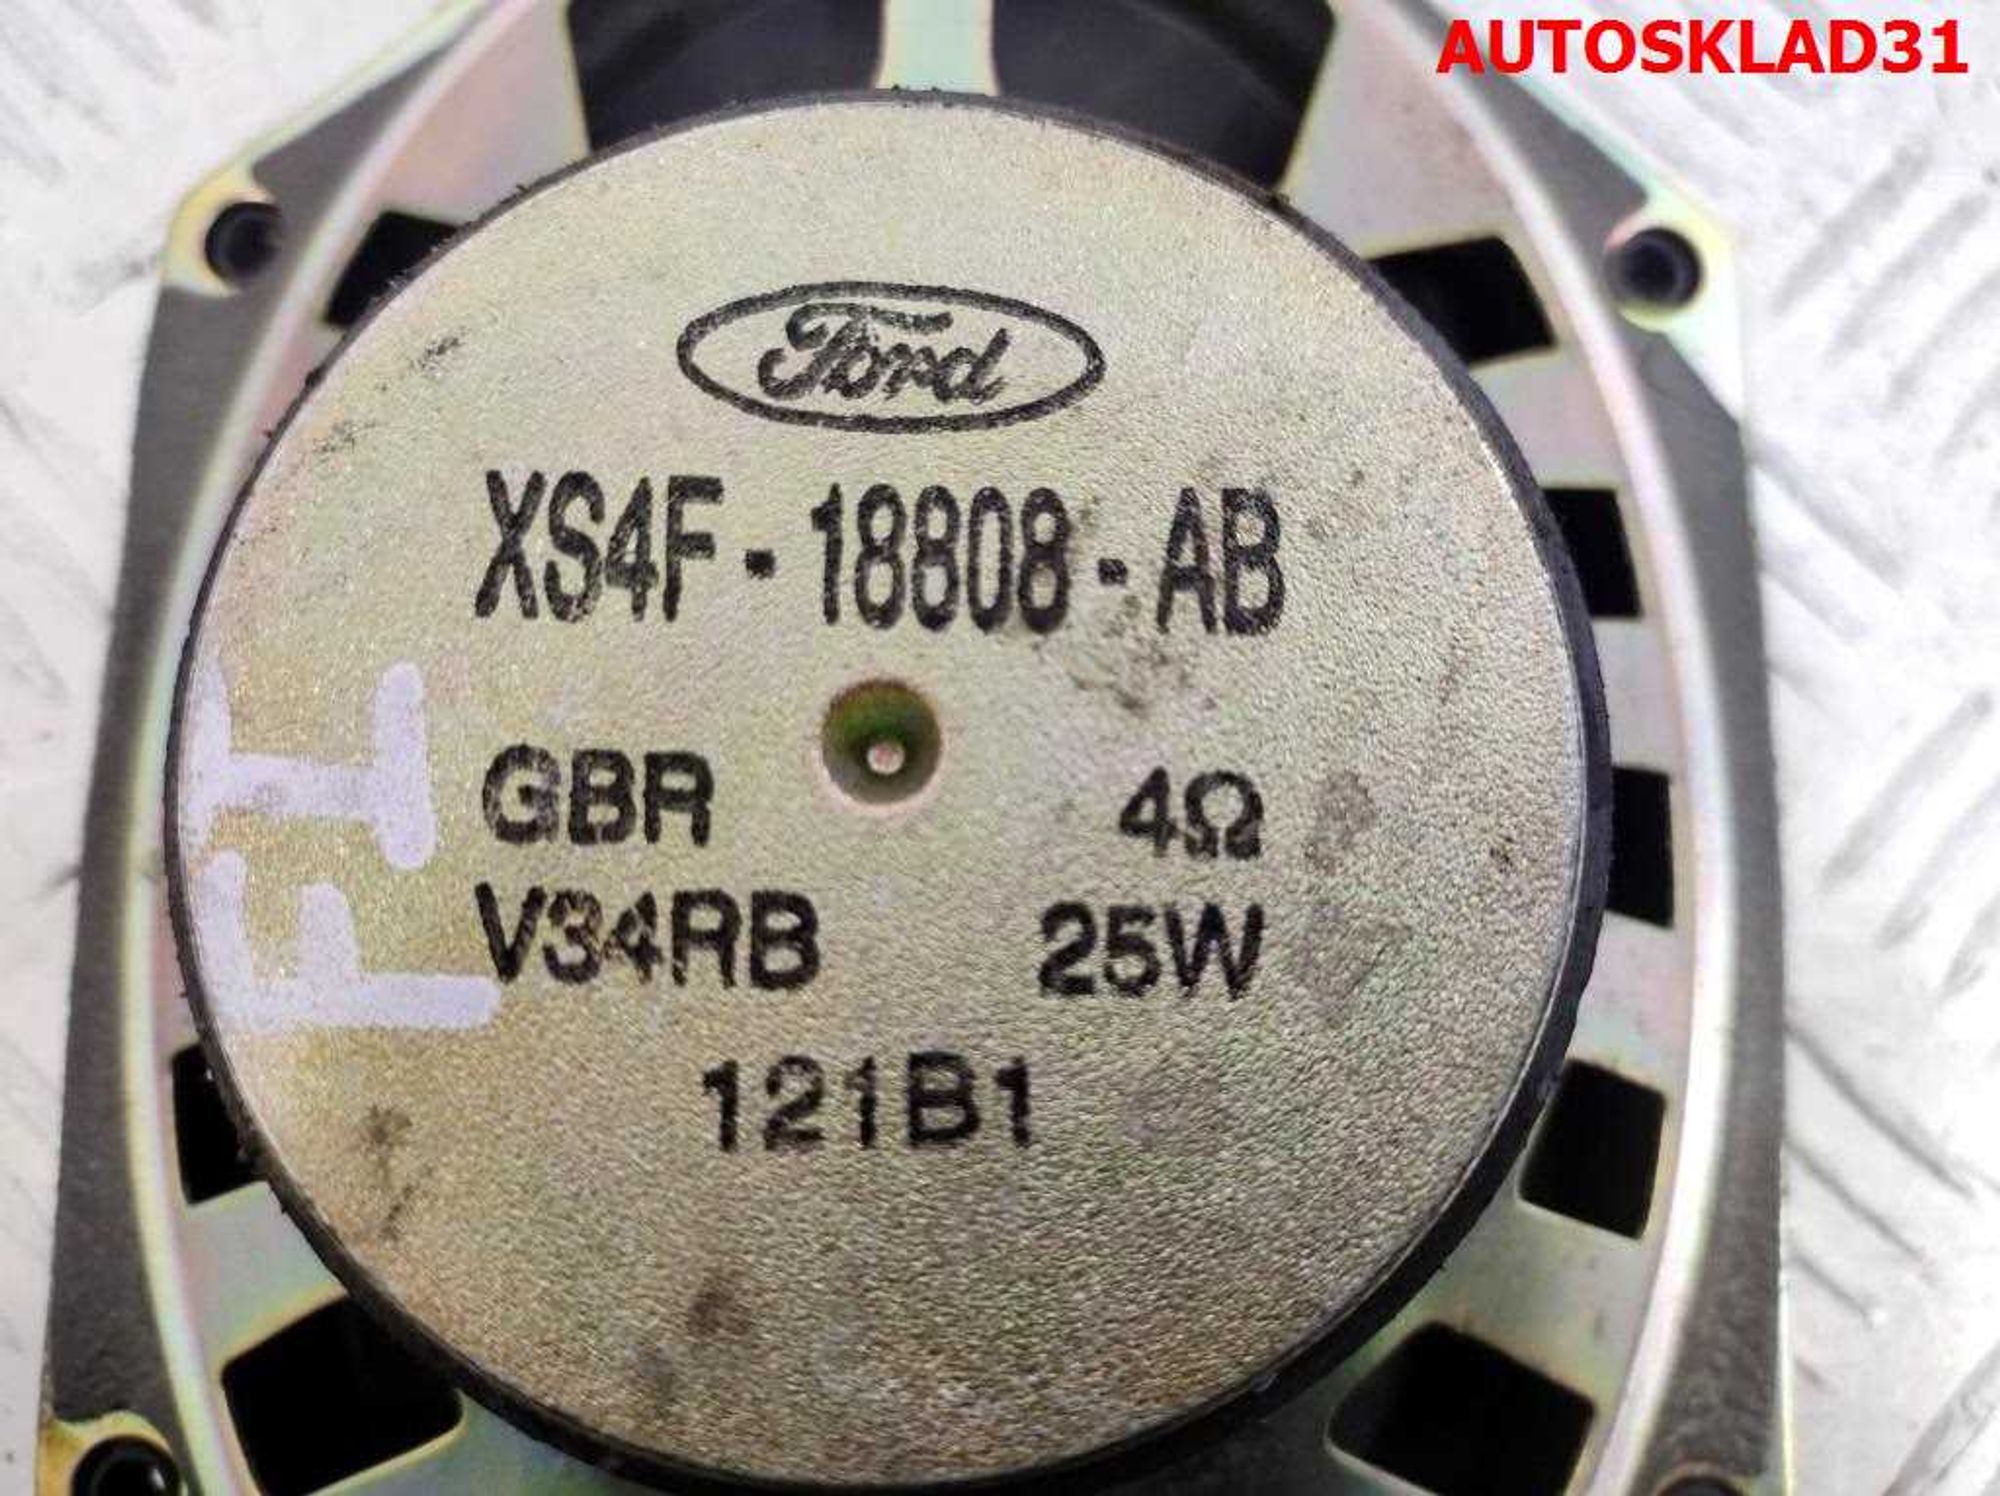 AUTOSKLAD31
Ford
XS4F - 18808 - AB
GBR 4Ω
V34RB 25W
121B1